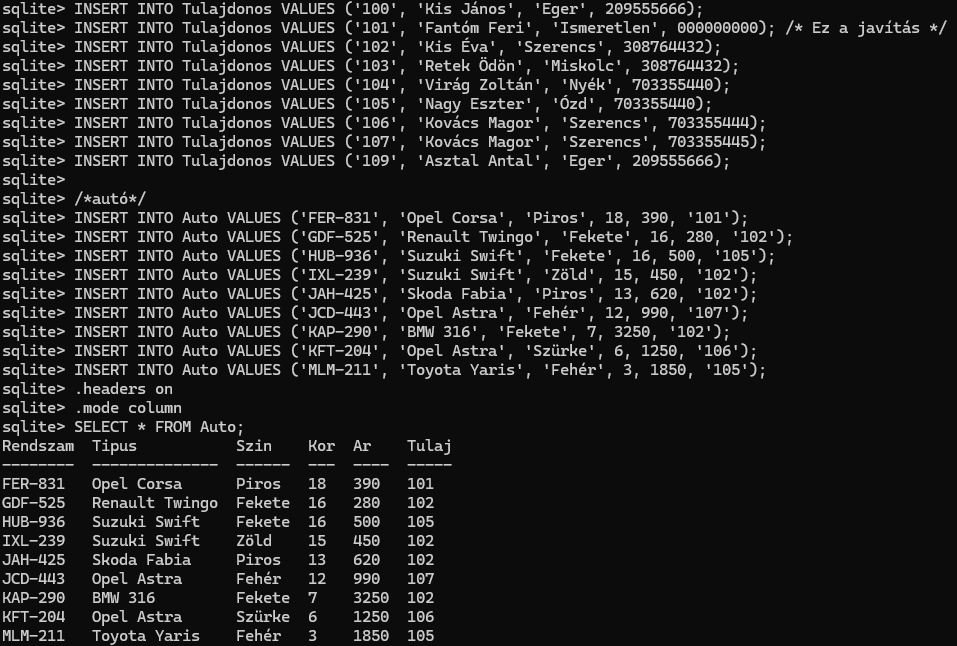 sqlite> INSERT INTO Tulajdonos VALUES ('100', 'Kis János', 'Eger', 209555666);
sqlite> INSERT INTO Tulajdonos VALUES ('101', 'Fantóm Feri', 'Ismeretlen', 000000000); /* Ez a javítás */
sqlite> INSERT INTO Tulajdonos VALUES ('102', 'Kis Éva', 'Szerencs', 308764432);
sqlite> INSERT INTO Tulajdonos VALUES ('103', 'Retek Ödön', 'Miskolc', 308764432);
sqlite> INSERT INTO Tulajdonos VALUES ('104', 'Virág Zoltán', 'Nyék', 703355440);
sqlite> INSERT INTO Tulajdonos VALUES ('105', 'Nagy Eszter', 'Ózd', 703355440);
sqlite> INSERT INTO Tulajdonos VALUES ('106', 'Kovács Magor', 'Szerencs', 703355444);
sqlite> INSERT INTO Tulajdonos VALUES ('107', 'Kovács Magor', 'Szerencs', 703355445);
sqlite> INSERT INTO Tulajdonos VALUES ('109', 'Asztal Antal', 'Eger', 209555666);
sqlite>
sqlite> /*autó*/
sqlite> INSERT INTO Auto VALUES ('FER-831', 'Opel Corsa', 'Piros', 18, 390, '101');
sqlite> INSERT INTO Auto VALUES ('GDF-525', 'Renault Twingo', 'Fekete', 16, 280, '102');
sqlite> INSERT INTO Auto VALUES ('HUB-936', 'Suzuki Swift', 'Fekete', 16, 500, '105');
sqlite> INSERT INTO Auto VALUES ('IXL-239', 'Suzuki Swift', 'Zöld', 15, 450, '102');
sqlite> INSERT INTO Auto VALUES ('JAH-425', 'Skoda Fabia', 'Piros', 13, 620, '102');
sqlite> INSERT INTO Auto VALUES ('JCD-443', 'Opel Astra', 'Fehér', 12, 990, '107');
sqlite> INSERT INTO Auto VALUES ('KAP-290', 'BMW 316', 'Fekete', 7, 3250, '102');
sqlite> INSERT INTO Auto VALUES ('KFT-204', 'Opel Astra', 'Szürke', 6, 1250, '106');
sqlite> INSERT INTO Auto VALUES ('MLM-211', 'Toyota Yaris', 'Fehér', 3, 1850, '105');
sqlite> .headers on
sqlite> .mode column
sqlite> SELECT * FROM Auto;
Rendszam  Tipus           Szin    Kor  Ar    Tulaj
--------  --------------  ------  ---  ----  -----
FER-831   Opel Corsa      Piros   18   390   101
GDF-525   Renault Twingo  Fekete  16   280   102
HUB-936   Suzuki Swift    Fekete  16   500   105
IXL-239   Suzuki Swift    Zöld    15   450   102
JAH-425   Skoda Fabia     Piros   13   620   102
JCD-443   Opel Astra      Fehér   12   990   107
KAP-290   BMW 316         Fekete  7    3250  102
KFT-204   Opel Astra      Szürke  6    1250  106
MLM-211   Toyota Yaris    Fehér   3    1850  105